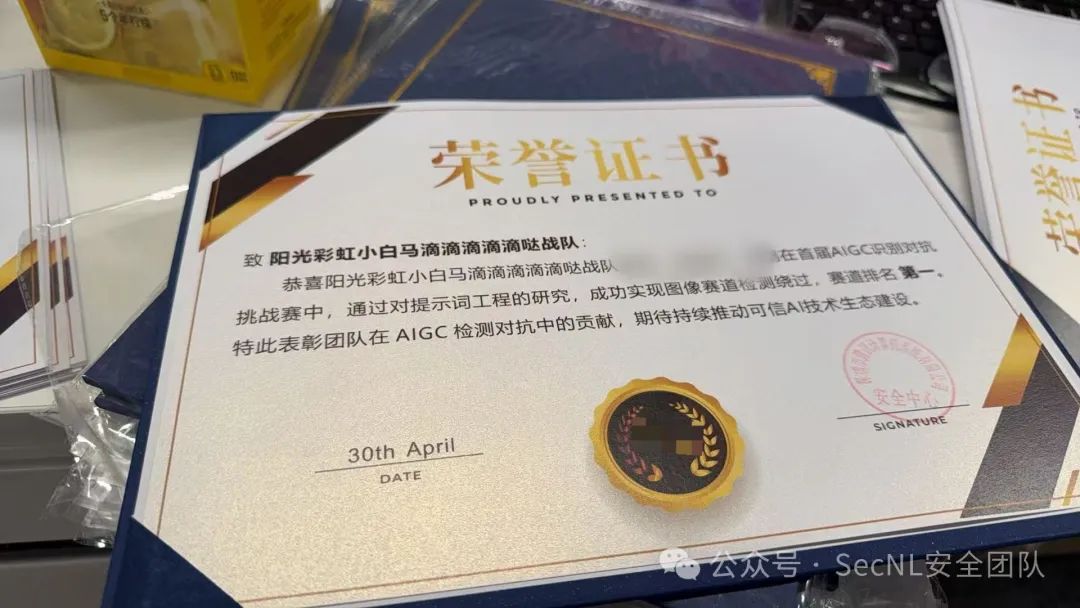 荣誉证书
PROUDLY PRESENTED TO
致 阳光彩虹小白马滴滴滴滴滴哒战队：
恭喜阳光彩虹小白马滴滴滴滴滴哒战队 在首届AIGC识别对抗
挑战赛中，通过对提示词工程的研究，成功实现图像赛道检测绕过，赛道排名 第一。
特此表彰团队在 AIGC 检测对抗中的贡献，期待持续推动可信AI技术生态建设。
30th April
DATE
安全中心
SIGNATURE
荣誉证书
公众号 · SecNL安全团队